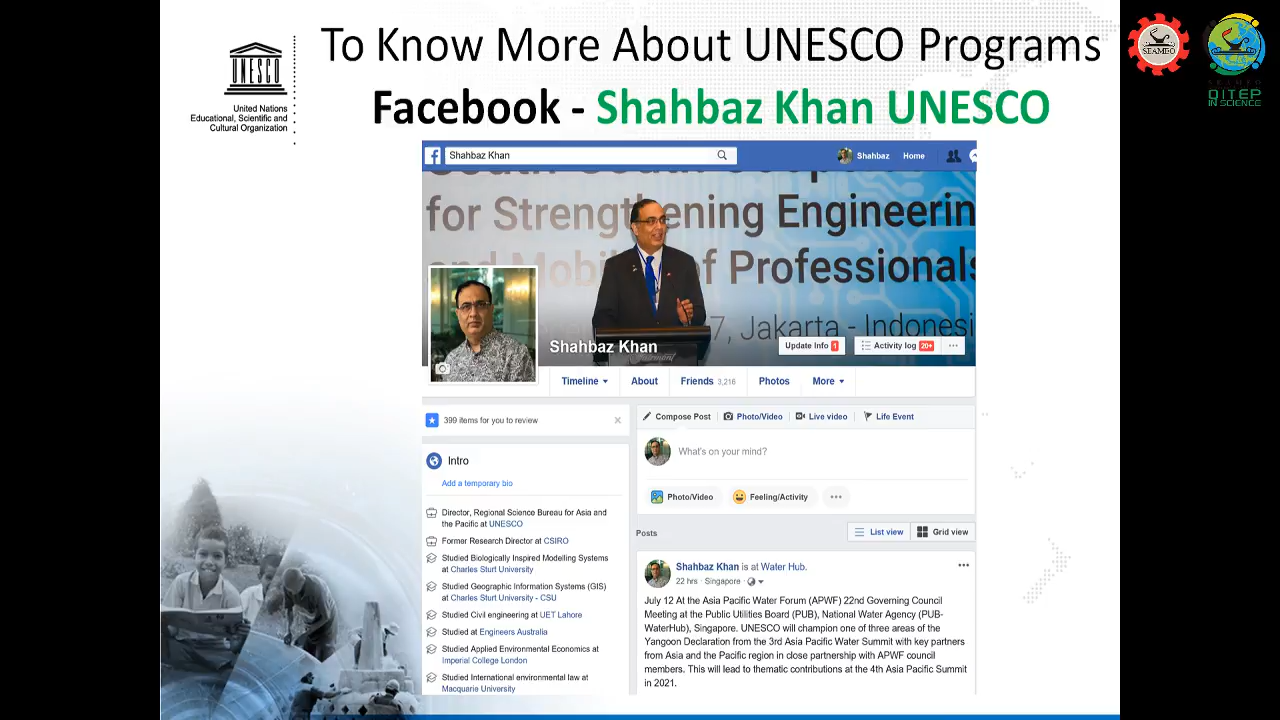 To Know More About UNESCO Programs
Facebook - Shahbaz Khan UNESCO
UNESCO
United Nations
Educational, Scientific and
Cultural Organization
SEAMEO
SEAMEO
QITEP
IN SCIENCE
Shahbaz Khan
Shahbaz
Home
for Strengthening Engineerin
and Mobil of Professionals
7, Jakarta - Indonesi
Shahbaz Khan
Update Info 1
Activity log 20+
Timeline
About
Friends 3,216
Photos
More
399 items for you to review
Intro
Add a temporary bio
Director, Regional Science Bureau for Asia and
the Pacific at UNESCO
Former Research Director at CSIRO
Studied Biologically Inspired Modelling Systems
at Charles Sturt University
Studied Geographic Information Systems (GIS)
at Charles Sturt University - CSU
Studied Civil engineering at UET Lahore
Studied at Engineers Australia
Studied Applied Environmental Economics at
Imperial College London
Studied International environmental law at
Macquarie University
Compose Post
Photo/Video
Live video
Life Event
What's on your mind?
Photo/Video
Feeling/Activity
Posts
List view
Grid view
Shahbaz Khan is at Water Hub.
22 hrs · Singapore ·
July 12 At the Asia Pacific Water Forum (APWF) 22nd Governing Council
Meeting at the Public Utilities Board (PUB), National Water Agency (PUB-
WaterHub), Singapore. UNESCO will champion one of three areas of the
Yangoon Declaration from the 3rd Asia Pacific Water Summit with key partners
from Asia and the Pacific region in close partnership with APWF council
members. This will lead to thematic contributions at the 4th Asia Pacific Summit
in 2021.